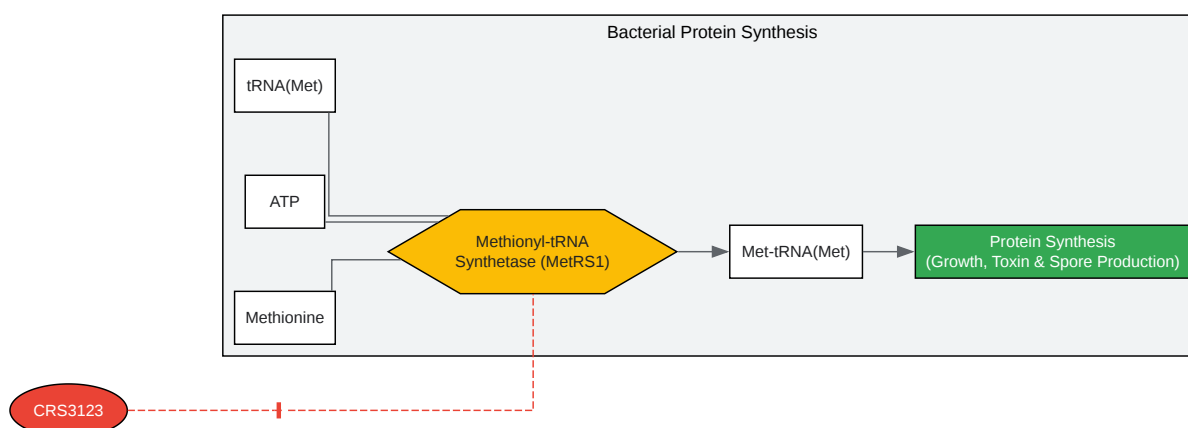 Bacterial Protein Synthesis
tRNA(Met)
ATP
Methionine
Methionyl-tRNA
Synthetase (MetRS1)
Met-tRNA(Met)
Protein Synthesis
(Growth, Toxin & Spore Production)
CRS3123